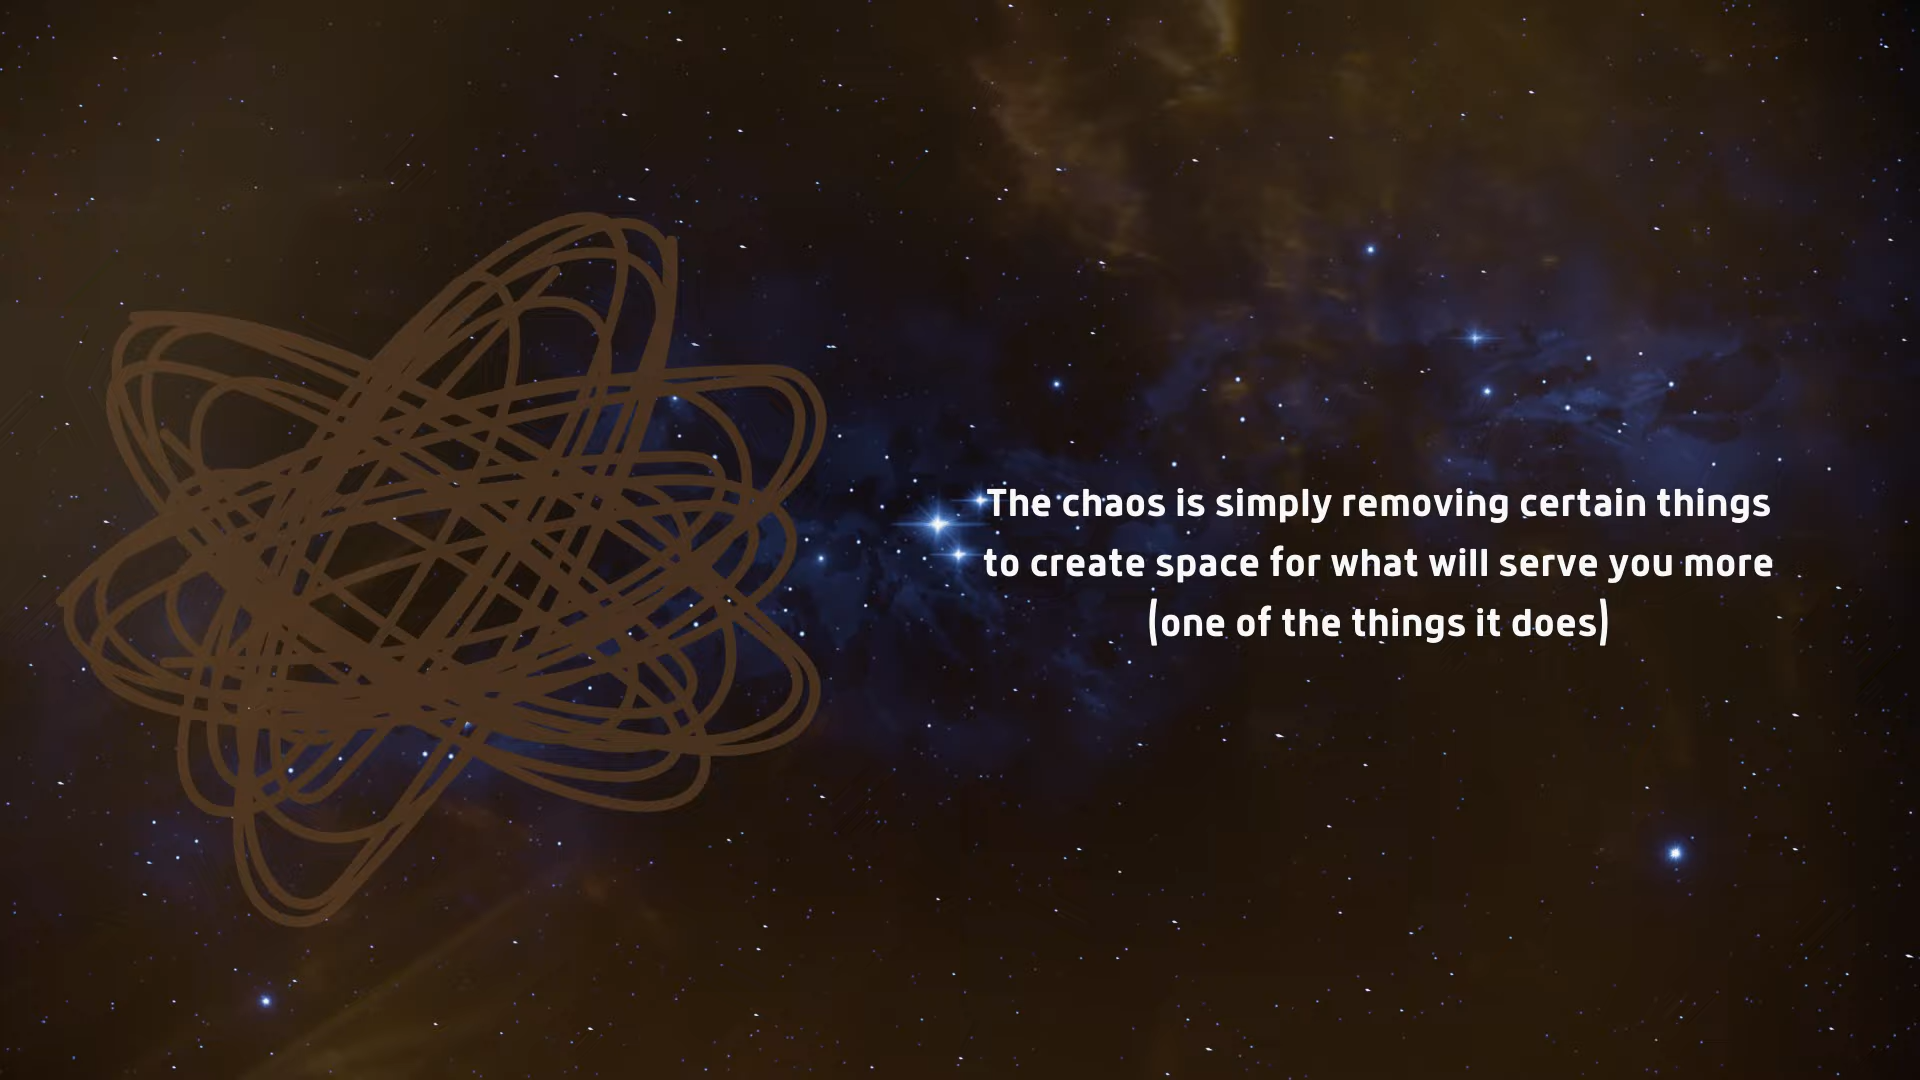 The chaos is simply removing certain things
to create space for what will serve you more
(one of the things it does)